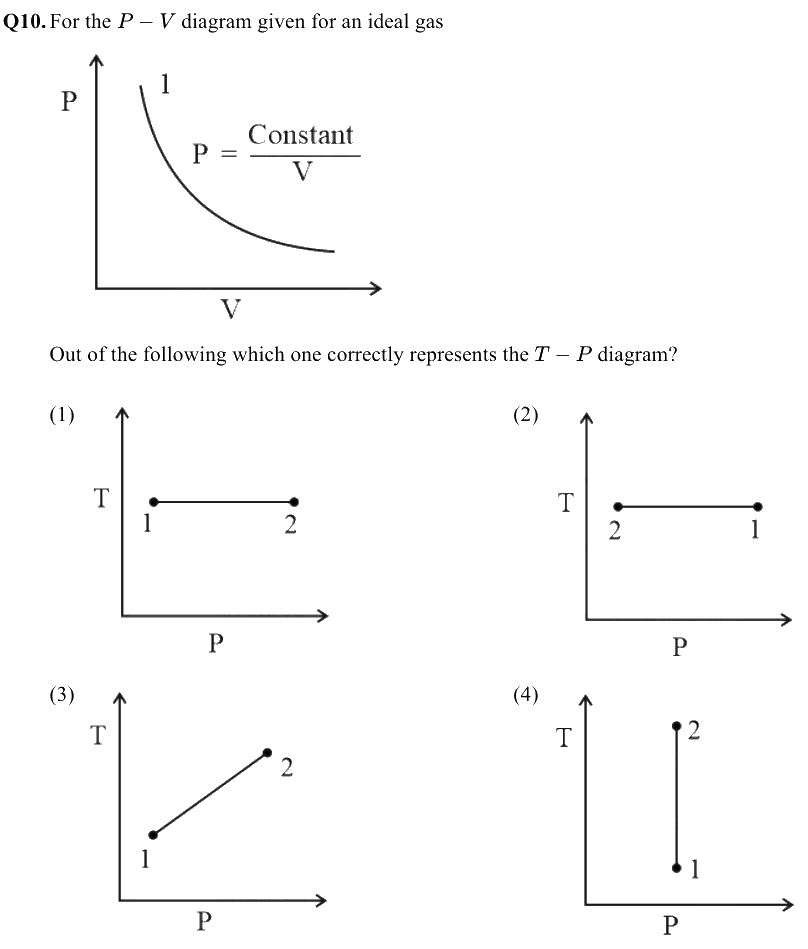 Q10. For the P − V diagram given for an ideal gas
1
P
P = Constant / V
V
Out of the following which one correctly represents the T − P diagram?
(1)
T
1 2
P
(2)
T
2 1
P
(3)
T
2
1
P
(4)
T
2
1
P